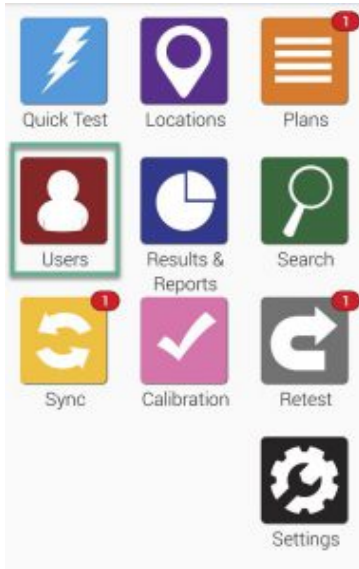 1
Quick Test
Locations
Plans
Users
Results &
Reports
Search
1
1
Sync
Calibration
Retest
Settings